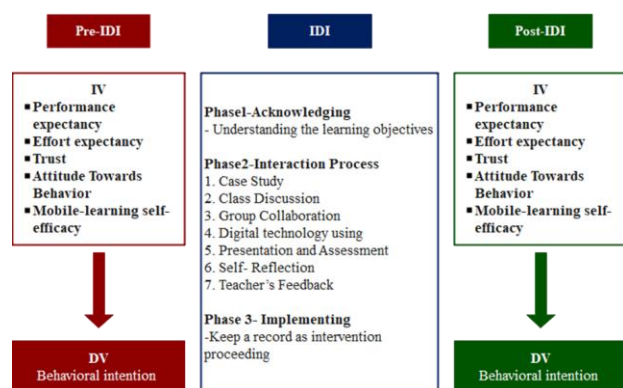 Pre-IDI
IV
▪ Performance
expectancy
▪ Effort expectancy
▪ Trust
▪ Attitude Towards
Behavior
▪ Mobile-learning self-
efficacy
DV
Behavioral intention
IDI
Phase1-Acknowledging
- Understanding the learning objectives
Phase2-Interaction Process
1. Case Study
2. Class Discussion
3. Group Collaboration
4. Digital technology using
5. Presentation and Assessment
6. Self- Reflection
7. Teacher's Feedback
Phase 3- Implementing
-Keep a record as intervention
proceeding
Post-IDI
IV
▪ Performance
expectancy
▪ Effort expectancy
▪ Trust
▪ Attitude Towards
Behavior
▪ Mobile-learning self-
efficacy
DV
Behavioral intention